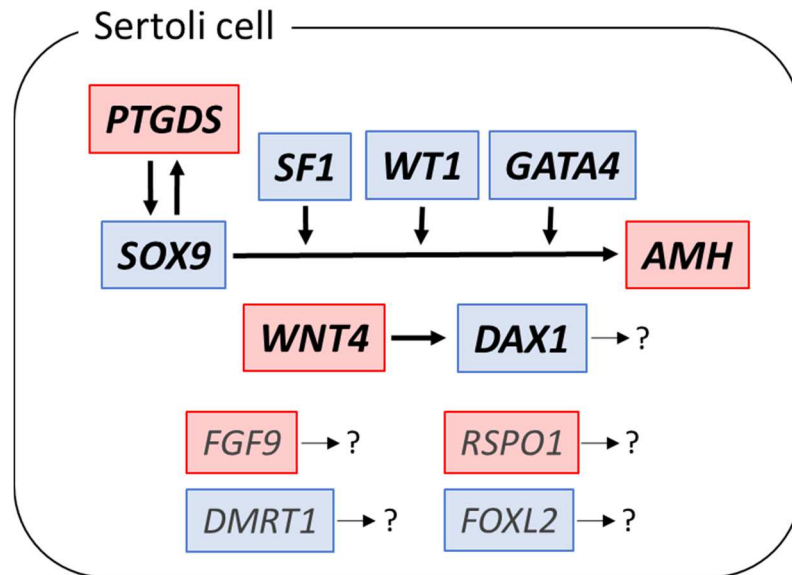 Sertoli cell
PTGDS
SF1 WT1 GATA4
SOX9 AMH
WNT4 DAX1 ?
FGF9 ? RSPO1 ?
DMRT1 ? FOXL2 ?